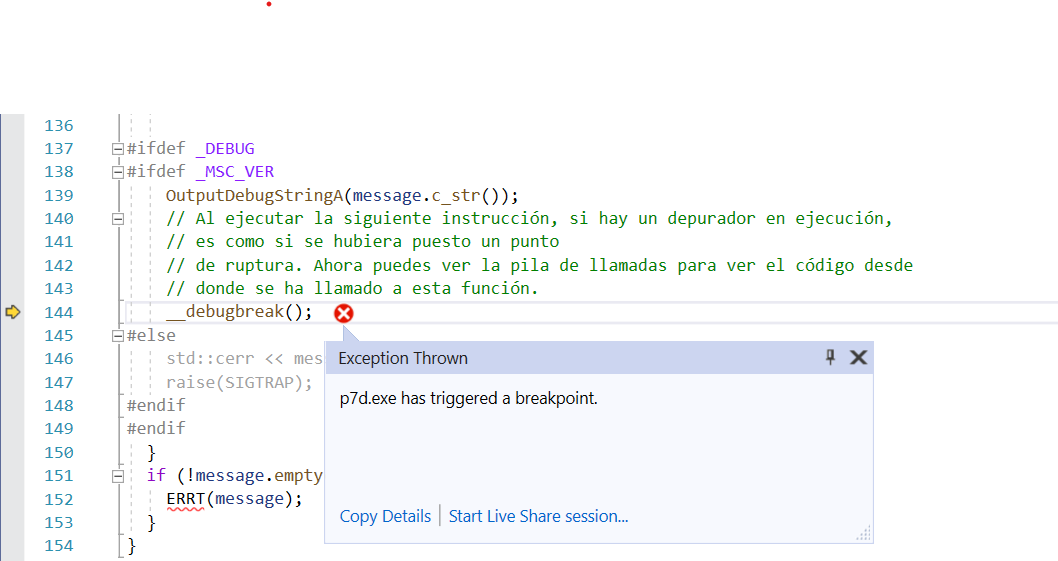 136
137 #ifdef _DEBUG
138 #ifdef _MSC_VER
139 OutputDebugStringA(message.c_str());
140 // Al ejecutar la siguiente instrucción, si hay un depurador en ejecución,
141 // es como si se hubiera puesto un punto
142 // de ruptura. Ahora puedes ver la pila de llamadas para ver el código desde
143 // donde se ha llamado a esta función.
144 __debugbreak();
145 #else
146 std::cerr << mes
147 raise(SIGTRAP);
148 #endif
149 #endif
150 }
151 if (!message.empty
152 ERRT(message);
153 }
154 }
Exception Thrown
p7d.exe has triggered a breakpoint.
Copy Details | Start Live Share session...